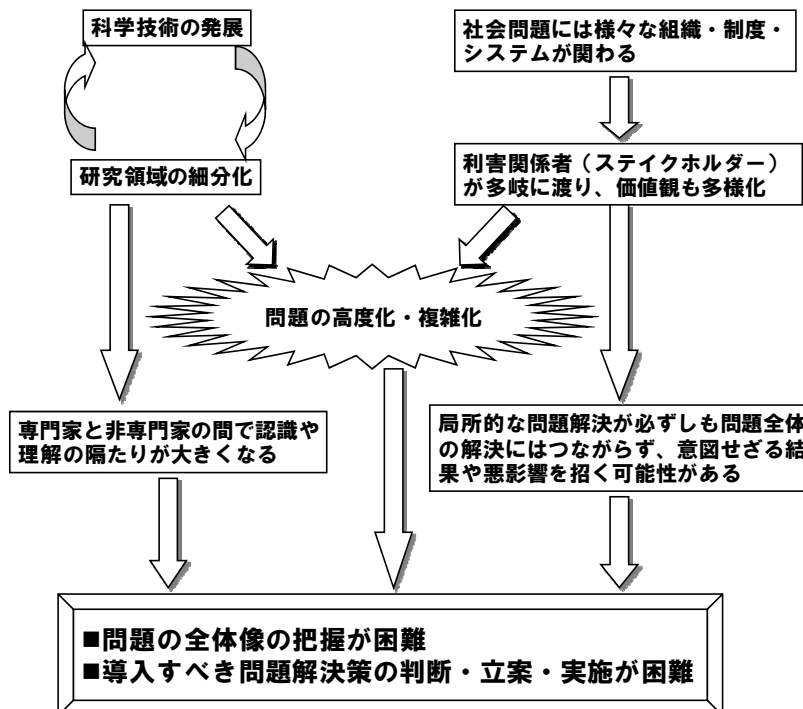 科学技術の発展
社会問題には様々な組織・制度・
システムが関わる
研究領域の細分化
利害関係者（ステイクホルダー）
が多岐に渡り、価値観も多様化
問題の高度化・複雑化
専門家と非専門家の間で認識や
理解の隔たりが大きくなる
局所的な問題解決が必ずしも問題全体
の解決にはつながらず、意図せざる結
果や悪影響を招く可能性がある
■問題の全体像の把握が困難
■導入すべき問題解決策の判断・立案・実施が困難